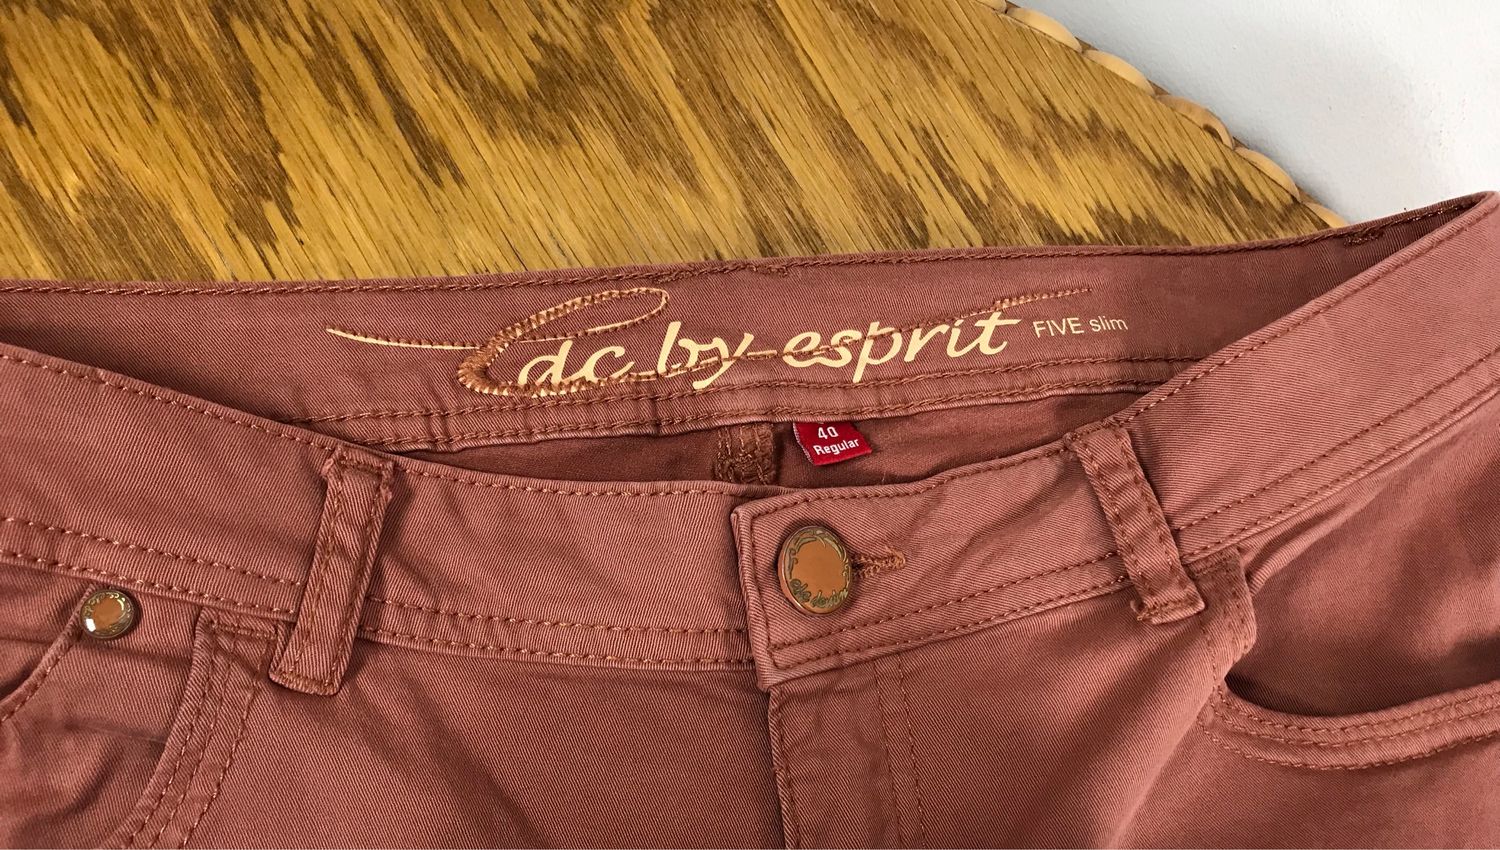 edc by esprit FIVE slim
40
Regular